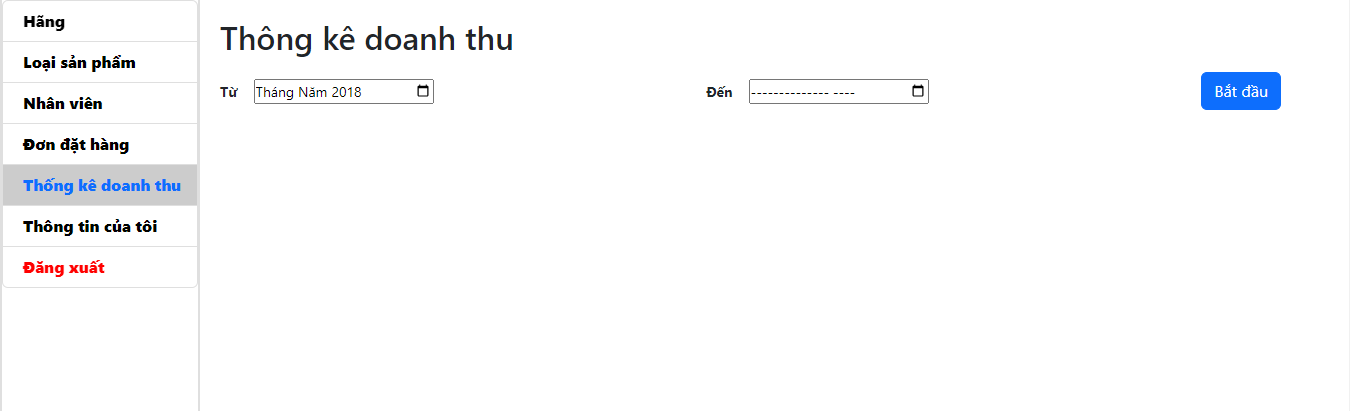 Hãng
Loại sản phẩm
Nhân viên
Đơn đặt hàng
Thống kê doanh thu
Thông tin của tôi
Đăng xuất
Thông kê doanh thu
Từ Tháng Năm 2018 Đến -------------- ---- Bắt đầu